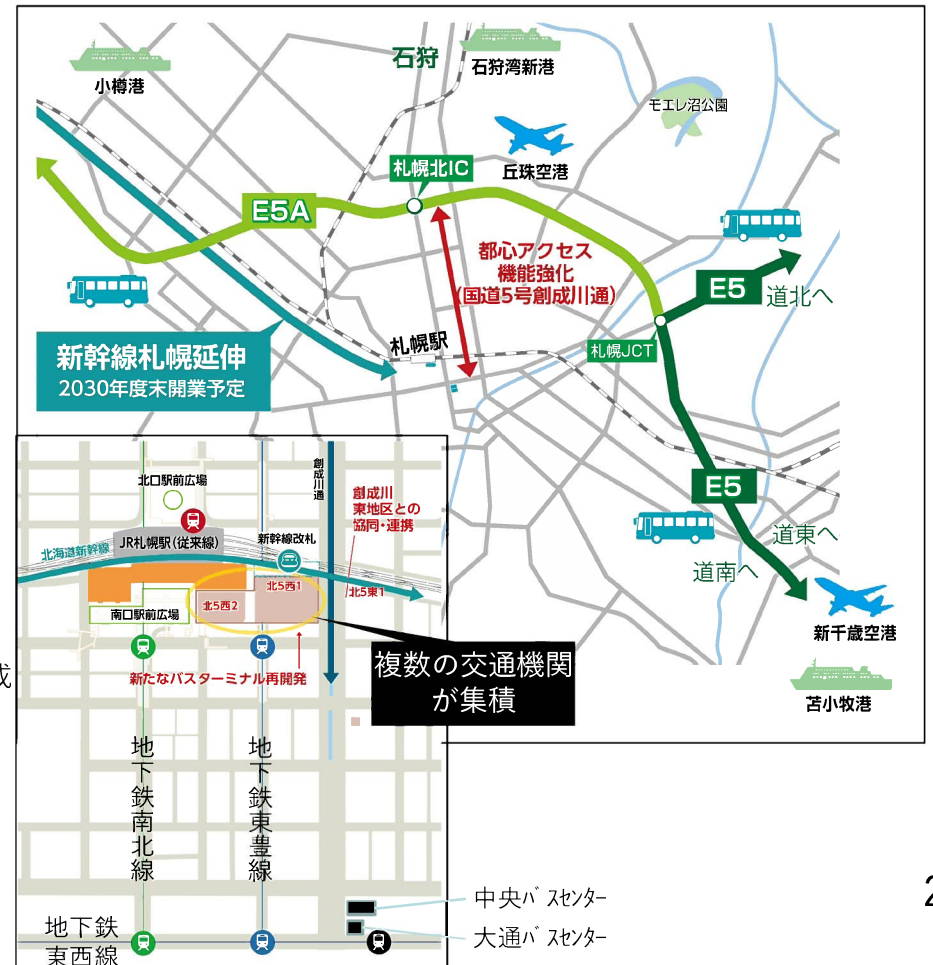 石狩
小樽港
石狩湾新港
モエレ沼公園
札幌北IC
丘珠空港
E5A
都心アクセス
機能強化
(国道5号創成川通)
E5
道北へ
札幌駅
札幌JCT
新幹線札幌延伸
2030年度末開業予定
E5
道東へ
道南へ
新千歳空港
苫小牧港
北口駅前広場
創成川通
創成川
東地区との
協同・連携
JR札幌駅(従来線)
新幹線改札
北海道新幹線
北5西1
北5西2
北5東1
南口駅前広場
新たなバスターミナル再開発
複数の交通機関
が集積
成
地下鉄南北線
地下鉄東豊線
中央バスセンター
大通バスセンター
地下鉄
東西線
2